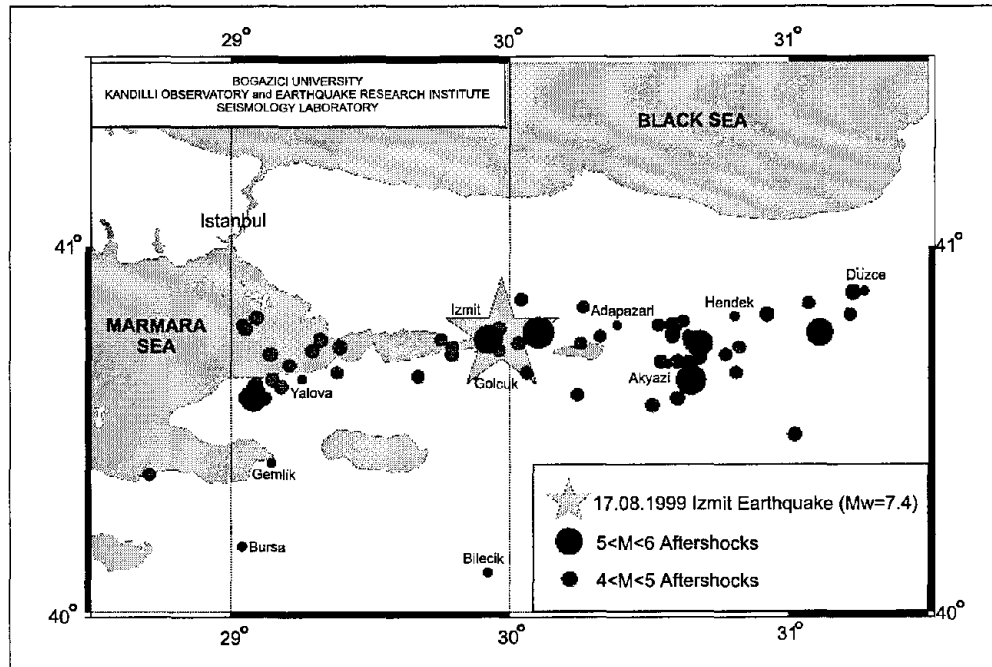 29°
30°
31°
BOGAZICI UNIVERSITY
KANDILLI OBSERVATORY and EARTHQUAKE RESEARCH INSTITUTE
SEISMOLOGY LABORATORY
BLACK SEA
Istanbul
41°
41°
Düzce
MARMARA
SEA
Izmit
Adapazari
Hendek
Golcuk
Akyazi
Yalova
Gemlik
Bursa
Bilecik
17.08.1999 Izmit Earthquake (Mw=7.4)
5<M<6 Aftershocks
4<M<5 Aftershocks
40°
40°
29°
30°
31°